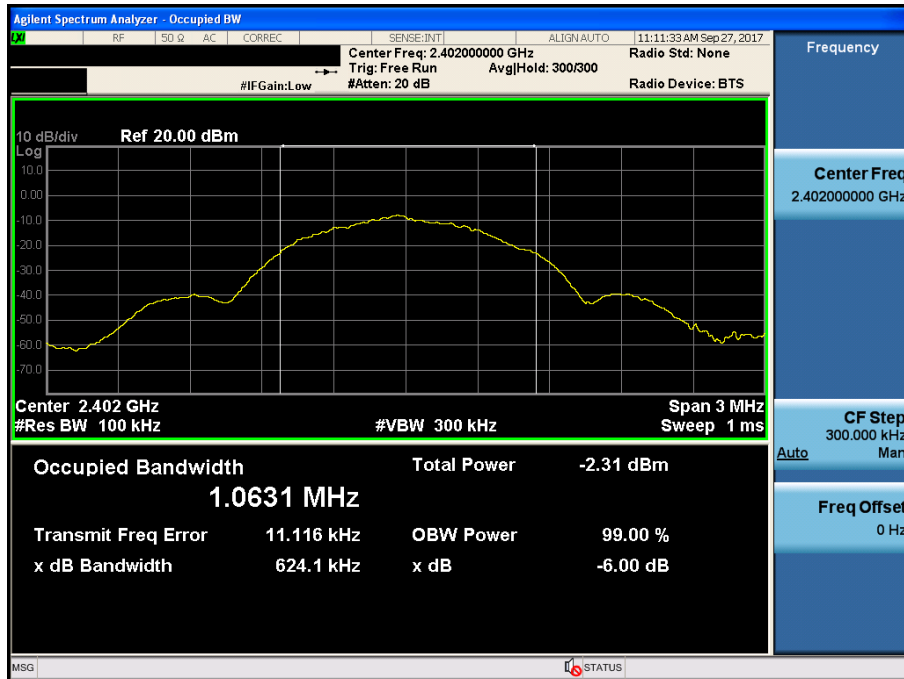 Agilent Spectrum Analyzer - Occupied BW
LXI RF 50 Ω AC CORREC SENSE:INT ALIGN AUTO 11:11:33 AM Sep 27, 2017
Center Freq: 2.402000000 GHz Radio Std: None
Trig: Free Run Avg|Hold: 300/300
#IFGain:Low #Atten: 20 dB Radio Device: BTS
10 dB/div Ref 20.00 dBm
Log
10.0
0.00
-10.0
-20.0
-30.0
-40.0
-50.0
-60.0
-70.0
Center 2.402 GHz Span 3 MHz
#Res BW 100 kHz #VBW 300 kHz Sweep 1 ms
Occupied Bandwidth Total Power -2.31 dBm
1.0631 MHz
Transmit Freq Error 11.116 kHz OBW Power 99.00 %
x dB Bandwidth 624.1 kHz x dB -6.00 dB
MSG STATUS
Frequency
Center Freq
2.402000000 GHz
CF Step
300.000 kHz
Auto Man
Freq Offset
0 Hz